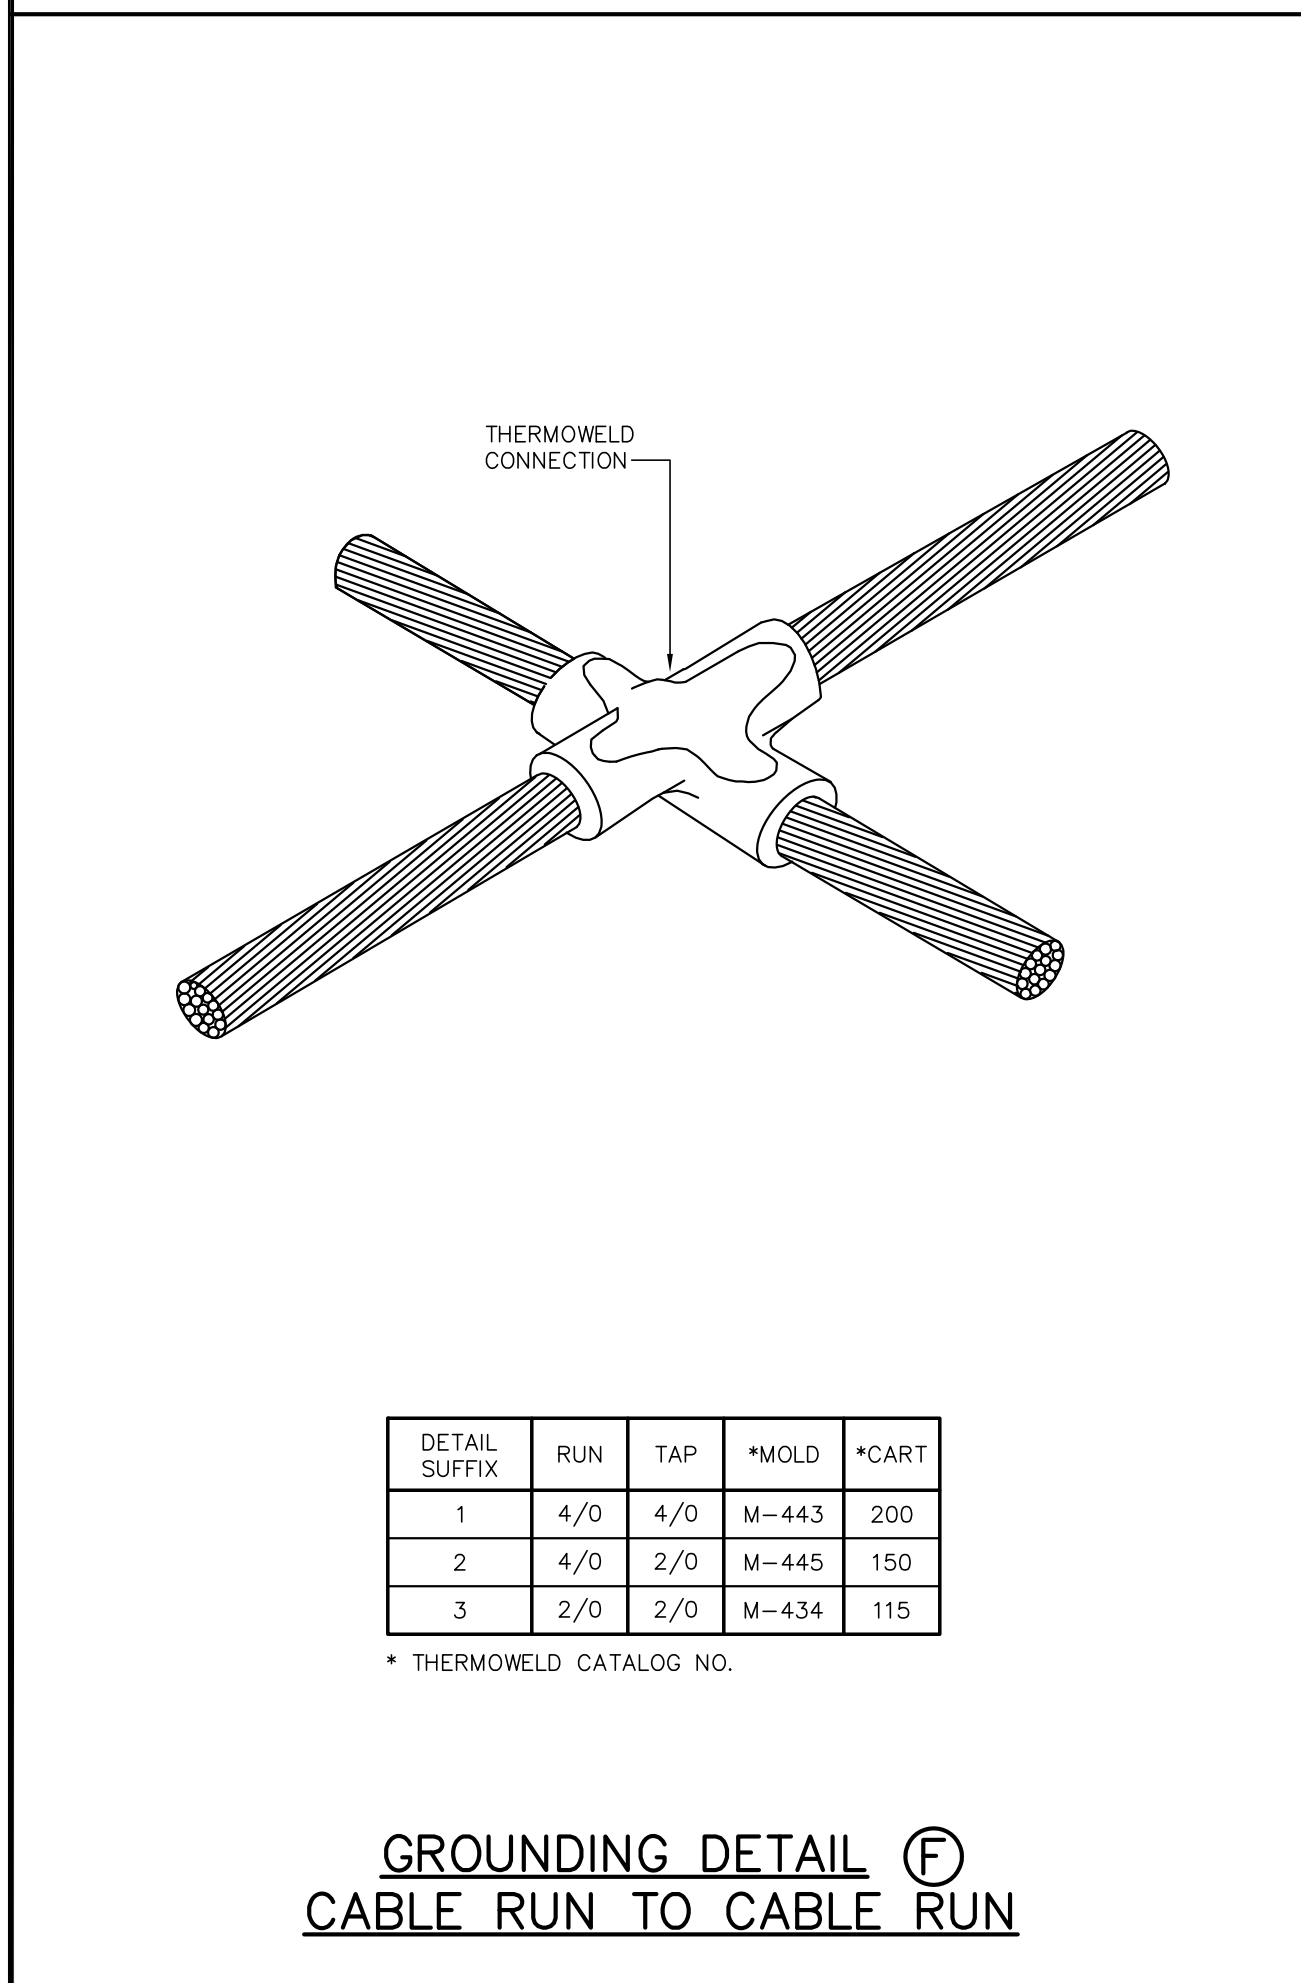 THERMOWELD
CONNECTION
DETAIL SUFFIX RUN TAP *MOLD *CART
1 4/0 4/0 M-443 200
2 4/0 2/0 M-445 150
3 2/0 2/0 M-434 115
* THERMOWELD CATALOG NO.
GROUNDING DETAIL F
CABLE RUN TO CABLE RUN